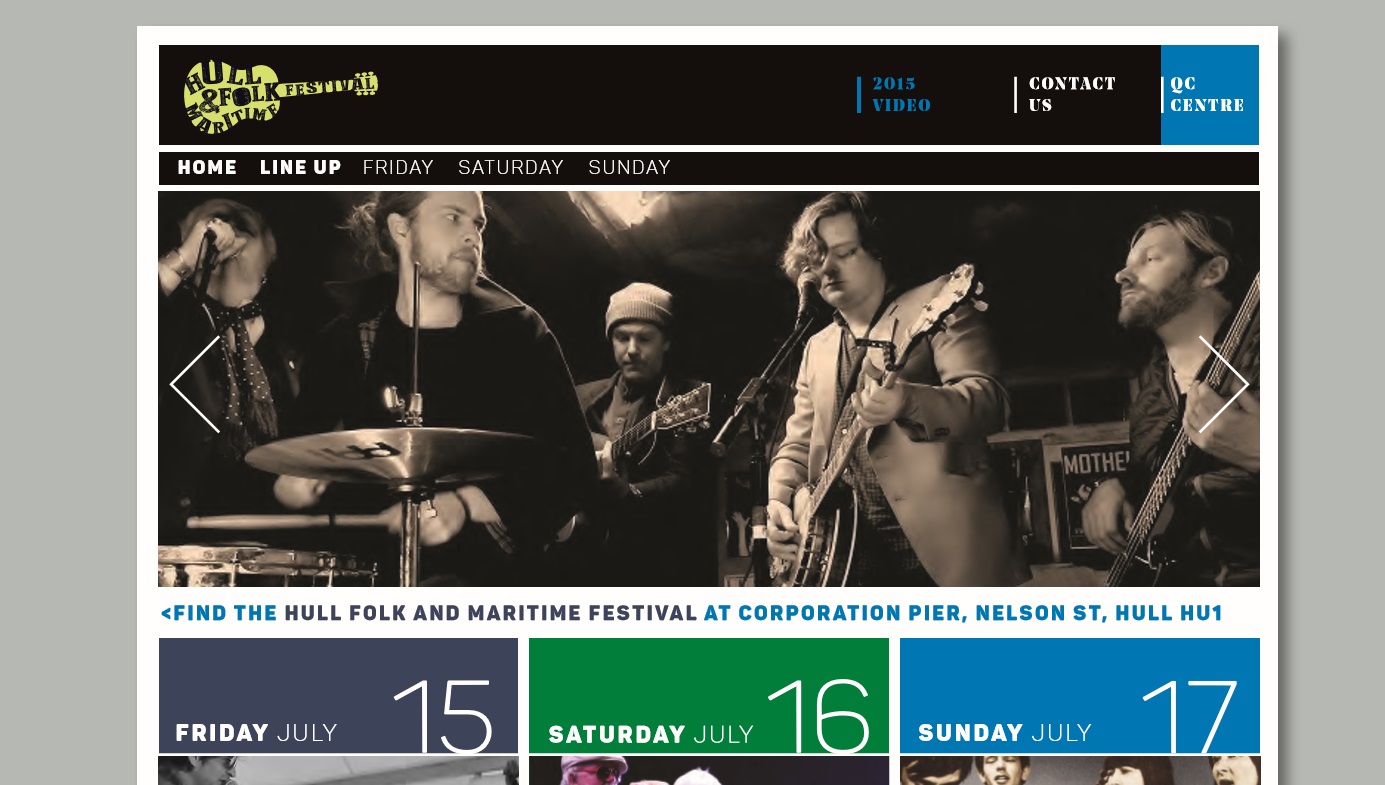 HULL
&FOLK FESTIVAL
MARITIME
2015
VIDEO
CONTACT
US
QC
CENTRE
HOME LINE UP FRIDAY SATURDAY SUNDAY
MOTHE
<FIND THE HULL FOLK AND MARITIME FESTIVAL AT CORPORATION PIER, NELSON ST, HULL HU1
FRIDAY JULY 15
SATURDAY JULY 16
SUNDAY JULY 17